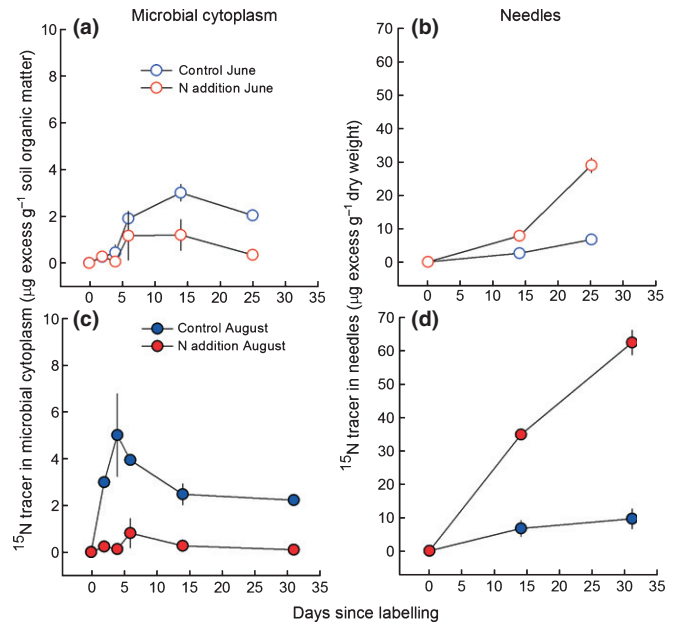 Microbial cytoplasm
Needles
(a)
(b)
10
8
6
4
2
0
Control June
N addition June
0 5 10 15 20 25 30 35
70
60
50
40
30
20
10
0
0 5 10 15 20 25 30 35
15N tracer in microbial cytoplasm (μg excess g–1 soil organic matter)
15N tracer in needles (μg excess g–1 dry weight)
(c)
(d)
10
8
6
4
2
0
Control August
N addition August
0 5 10 15 20 25 30 35
70
60
50
40
30
20
10
0
0 5 10 15 20 25 30 35
Days since labelling